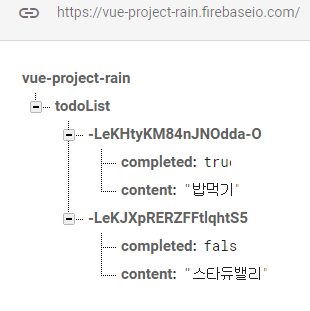 https://vue-project-rain.firebaseio.com/
vue-project-rain
todoList
-LeKHtyKM84nJNOdda-O
completed: true
content: "밥먹기"
-LeKJXpRERZFFtlqhtS5
completed: fals
content: "스타듀밸리"